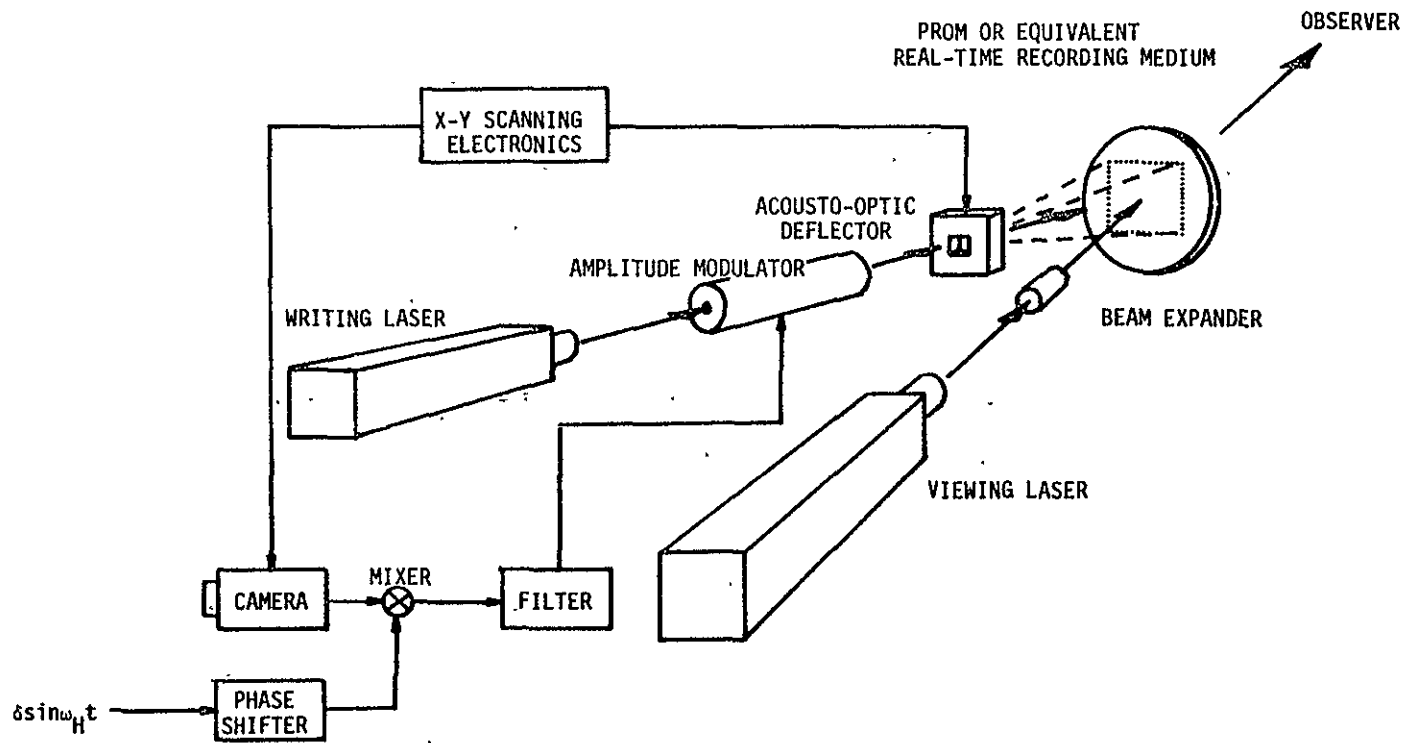 OBSERVER
PROM OR EQUIVALENT
REAL-TIME RECORDING MEDIUM
X-Y SCANNING
ELECTRONICS
ACOUSTO-OPTIC
DEFLECTOR
AMPLITUDE MODULATOR
WRITING LASER
BEAM EXPANDER
VIEWING LASER
MIXER
CAMERA
FILTER
PHASE
SHIFTER
δsinω_H t